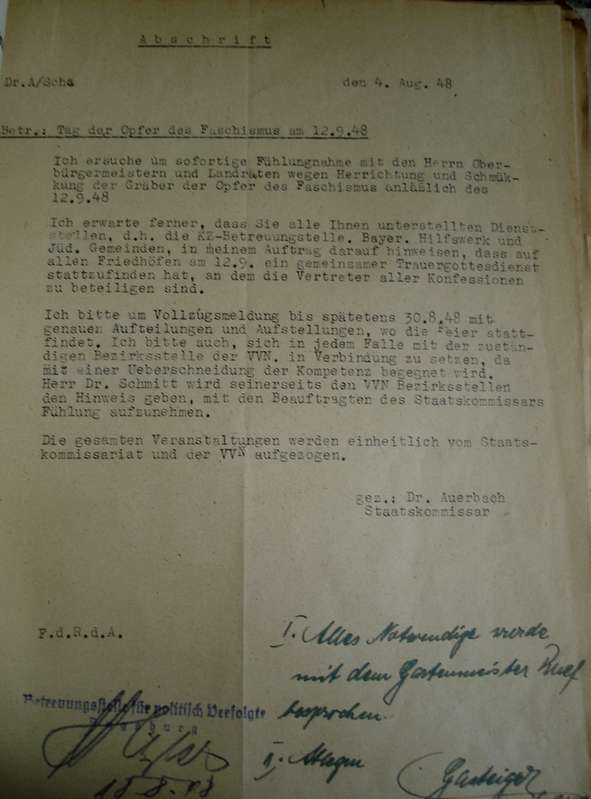 Abschrift
Dr.A/Scha
den 4. Aug. 48
Betr.: Tag der Opfer des Faschismus am 12.9.48
Ich ersuche um sofortige Fühlungnahme mit den Herrn Ober-
bürgermeistern und Landräten wegen Herrichtung und Schmük-
kung der Gräber der Opfer des Faschismus anläßlich des
12.9.48
Ich erwarte ferner, dass Sie alle Ihnen unterstellten Dienst-
stellen, d.h. die KZ-Betreuungstelle. Bayer. Hilfswerk und
Jüd. Gemeinden, in meinem Auftrag darauf hinweisen, dass auf
allen Friedhöfen am 12.9. ein gemeinsamer Trauergottesdienst
stattzufinden hat, an dem die Vertreter aller Konfessionen
zu beteiligen sind.
Ich bitte um Vollzugsmeldung bis spätetens 30.8.48 mit
genauen Aufteilungen und Aufstellungen, wo die Feier statt-
findet. Ich bitte auch, sich in jedem Falle mit der zustän-
digen Bezirksstelle der VVN. in Verbindung zu setzen, da
mit einer Ueberschneidung der Kompetenz begegnet wird.
Herr Dr. Schmitt wird seinerseits den VVN Bezirksstellen
den Hinweis geben, mit den Beauftragten des Staatskommissars
Fühlung aufzunehmen.
Die gesamten Veranstaltungen werden einheitlich vom Staats-
kommissariat und der VVN aufgezogen.
gez.: Dr. Auerbach
Staatskommissar
F.d.R.d.A.
I. Alles Notwendige wurde
mit dem Gartenmeister
besprochen.
Betreuungsstelle für politisch Verfolgte
II. Ablegen
Gasteiger
18.8.48